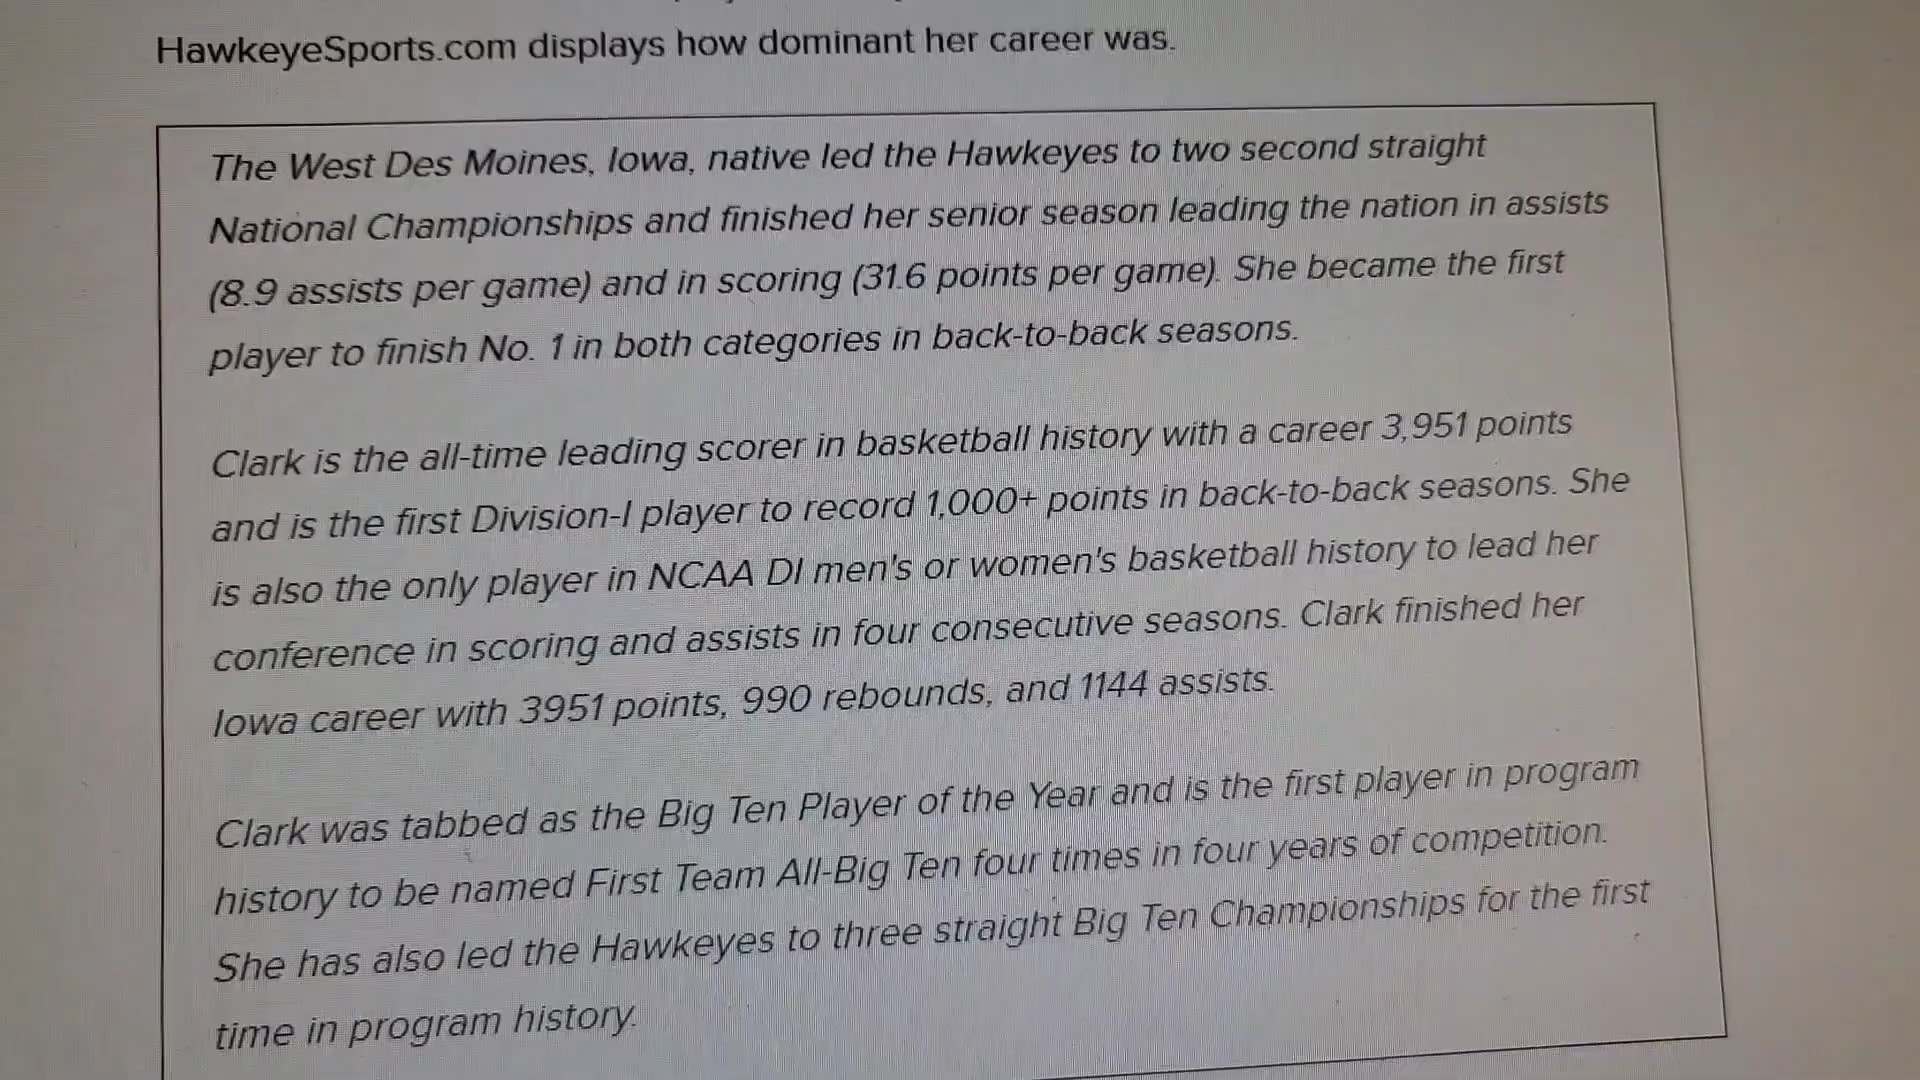 HawkeyeSports.com displays how dominant her career was.
The West Des Moines, Iowa, native led the Hawkeyes to two second straight
National Championships and finished her senior season leading the nation in assists
(8.9 assists per game) and in scoring (31.6 points per game). She became the first
player to finish No. 1 in both categories in back-to-back seasons.
Clark is the all-time leading scorer in basketball history with a career 3,951 points
and is the first Division-I player to record 1,000+ points in back-to-back seasons. She
is also the only player in NCAA DI men's or women's basketball history to lead her
conference in scoring and assists in four consecutive seasons. Clark finished her
Iowa career with 3951 points, 990 rebounds, and 1144 assists.
Clark was tabbed as the Big Ten Player of the Year and is the first player in program
history to be named First Team All-Big Ten four times in four years of competition.
She has also led the Hawkeyes to three straight Big Ten Championships for the first
time in program history.